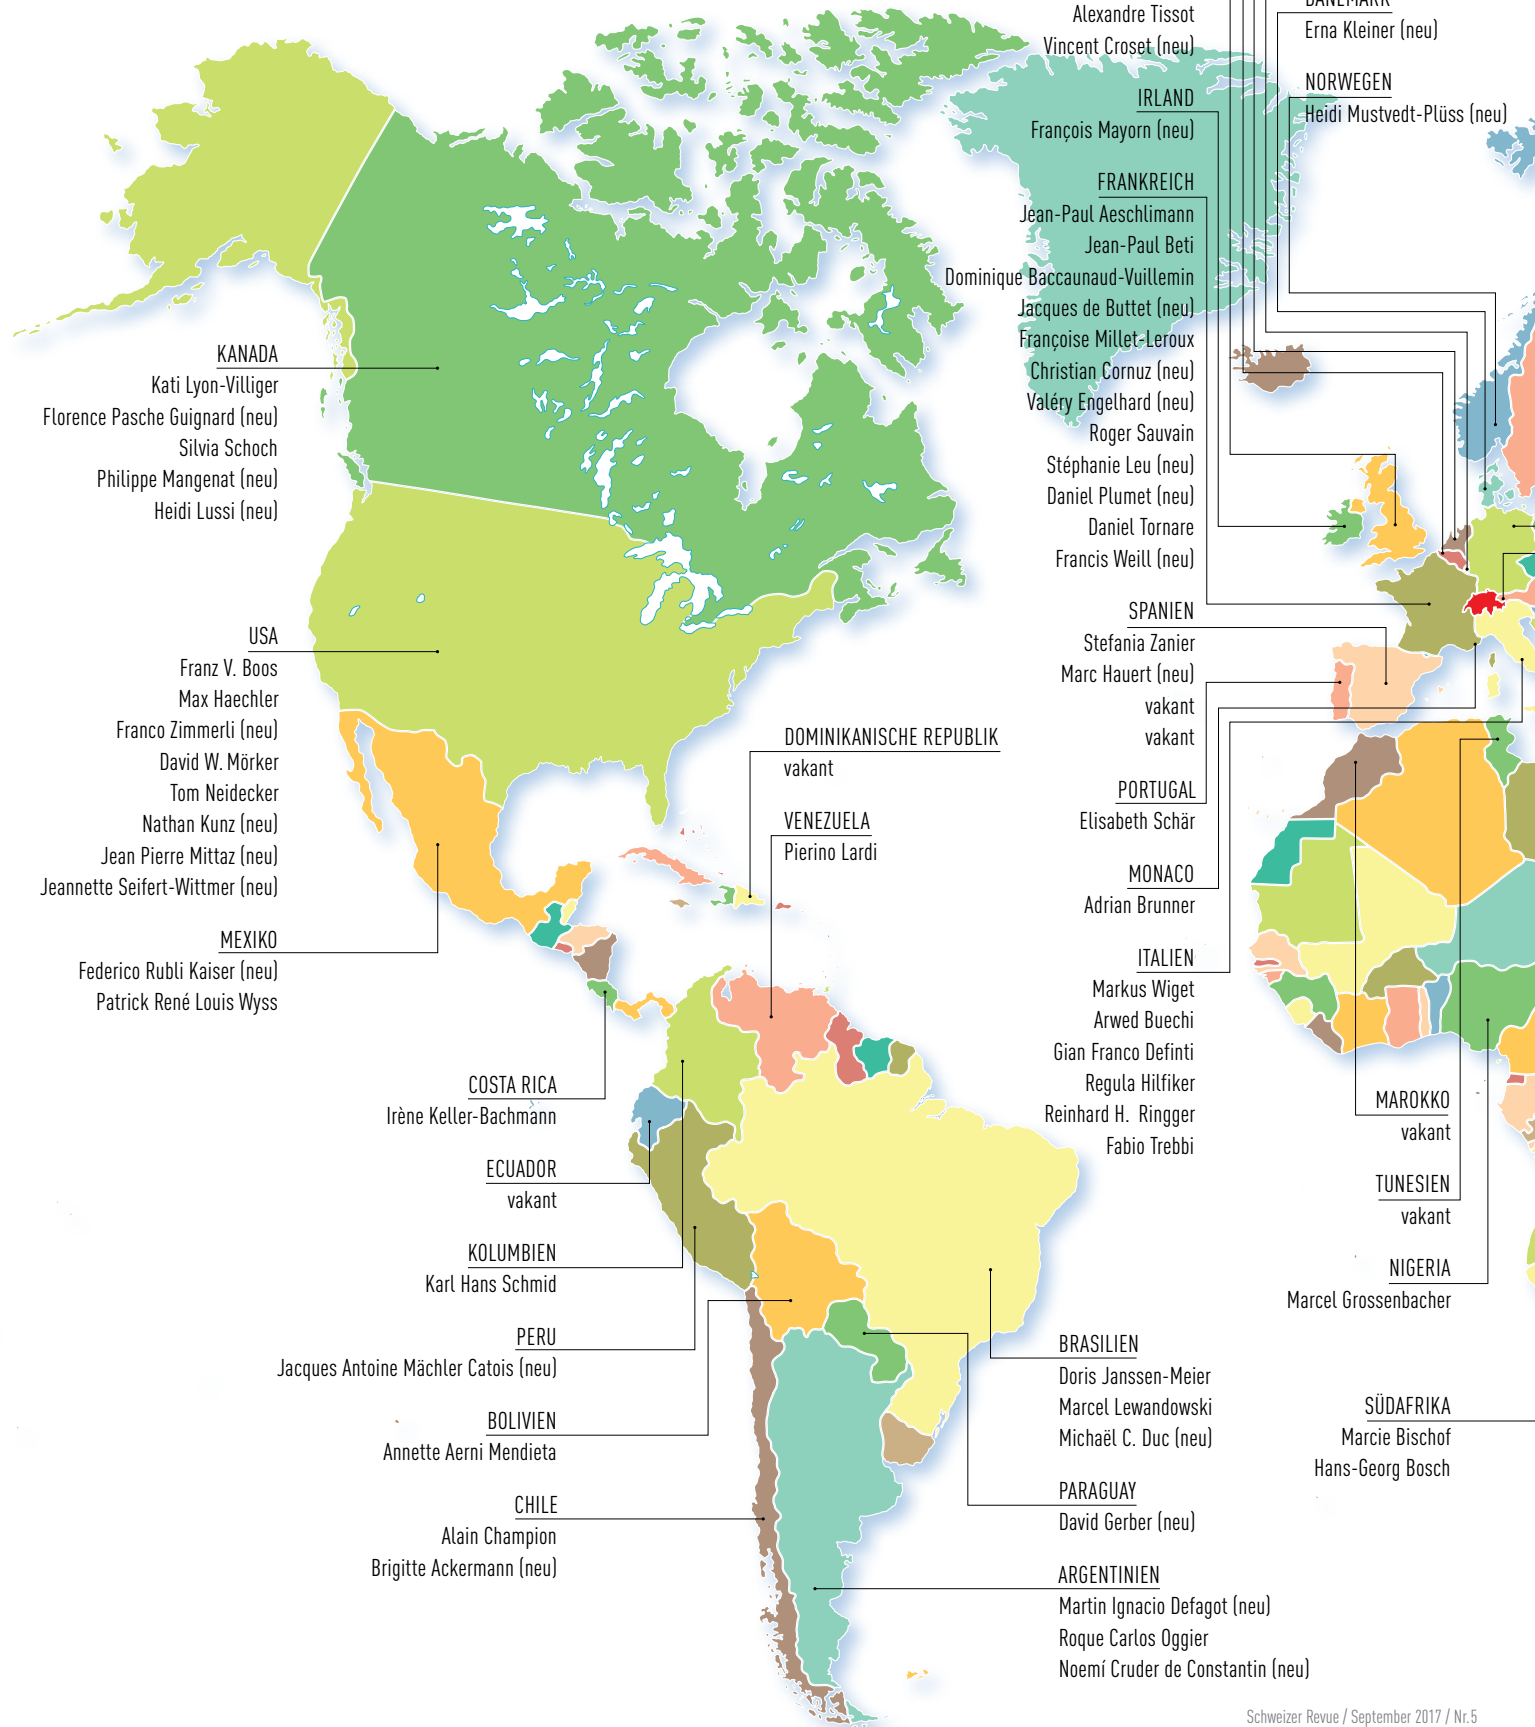 Alexandre Tissot
Vincent Croset (neu)
DÄNEMARK
Erna Kleiner (neu)
NORWEGEN
Heidi Mustvedt-Plüss (neu)
IRLAND
François Mayorn (neu)
FRANKREICH
Jean-Paul Aeschlimann
Jean-Paul Beti
Dominique Baccaunaud-Vuillemin
Jacques de Buttet (neu)
Françoise Millet-Leroux
Christian Cornuz (neu)
Valéry Engelhard (neu)
Roger Sauvain
Stéphanie Leu (neu)
Daniel Plumet (neu)
Daniel Tornare
Francis Weill (neu)
KANADA
Kati Lyon-Villiger
Florence Pasche Guignard (neu)
Silvia Schoch
Philippe Mangenat (neu)
Heidi Lussi (neu)
USA
Franz V. Boos
Max Haechler
Franco Zimmerli (neu)
David W. Mörker
Tom Neidecker
Nathan Kunz (neu)
Jean Pierre Mittaz (neu)
Jeannette Seifert-Wittmer (neu)
MEXIKO
Federico Rubli Kaiser (neu)
Patrick René Louis Wyss
DOMINIKANISCHE REPUBLIK
vakant
VENEZUELA
Pierino Lardi
SPANIEN
Stefania Zanier
Marc Hauert (neu)
vakant
vakant
PORTUGAL
Elisabeth Schär
MONACO
Adrian Brunner
ITALIEN
Markus Wiget
Arwed Buechi
Gian Franco Definti
Regula Hilfiker
Reinhard H. Ringger
Fabio Trebbi
COSTA RICA
Irène Keller-Bachmann
ECUADOR
vakant
KOLUMBIEN
Karl Hans Schmid
PERU
Jacques Antoine Mächler Catois (neu)
BOLIVIEN
Annette Aerni Mendieta
CHILE
Alain Champion
Brigitte Ackermann (neu)
MAROKKO
vakant
TUNESIEN
vakant
NIGERIA
Marcel Grossenbacher
BRASILIEN
Doris Janssen-Meier
Marcel Lewandowski
Michaël C. Duc (neu)
PARAGUAY
David Gerber (neu)
ARGENTINIEN
Martin Ignacio Defagot (neu)
Roque Carlos Oggier
Noemí Cruder de Constantin (neu)
SÜDAFRIKA
Marcie Bischof
Hans-Georg Bosch
Schweizer Revue / September 2017 / Nr.5